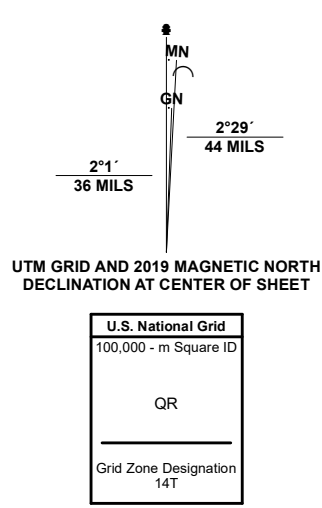 MN
GN
2°29´
44 MILS
2°1´
36 MILS
UTM GRID AND 2019 MAGNETIC NORTH
DECLINATION AT CENTER OF SHEET
U.S. National Grid
100,000 - m Square ID
QR
Grid Zone Designation
14T